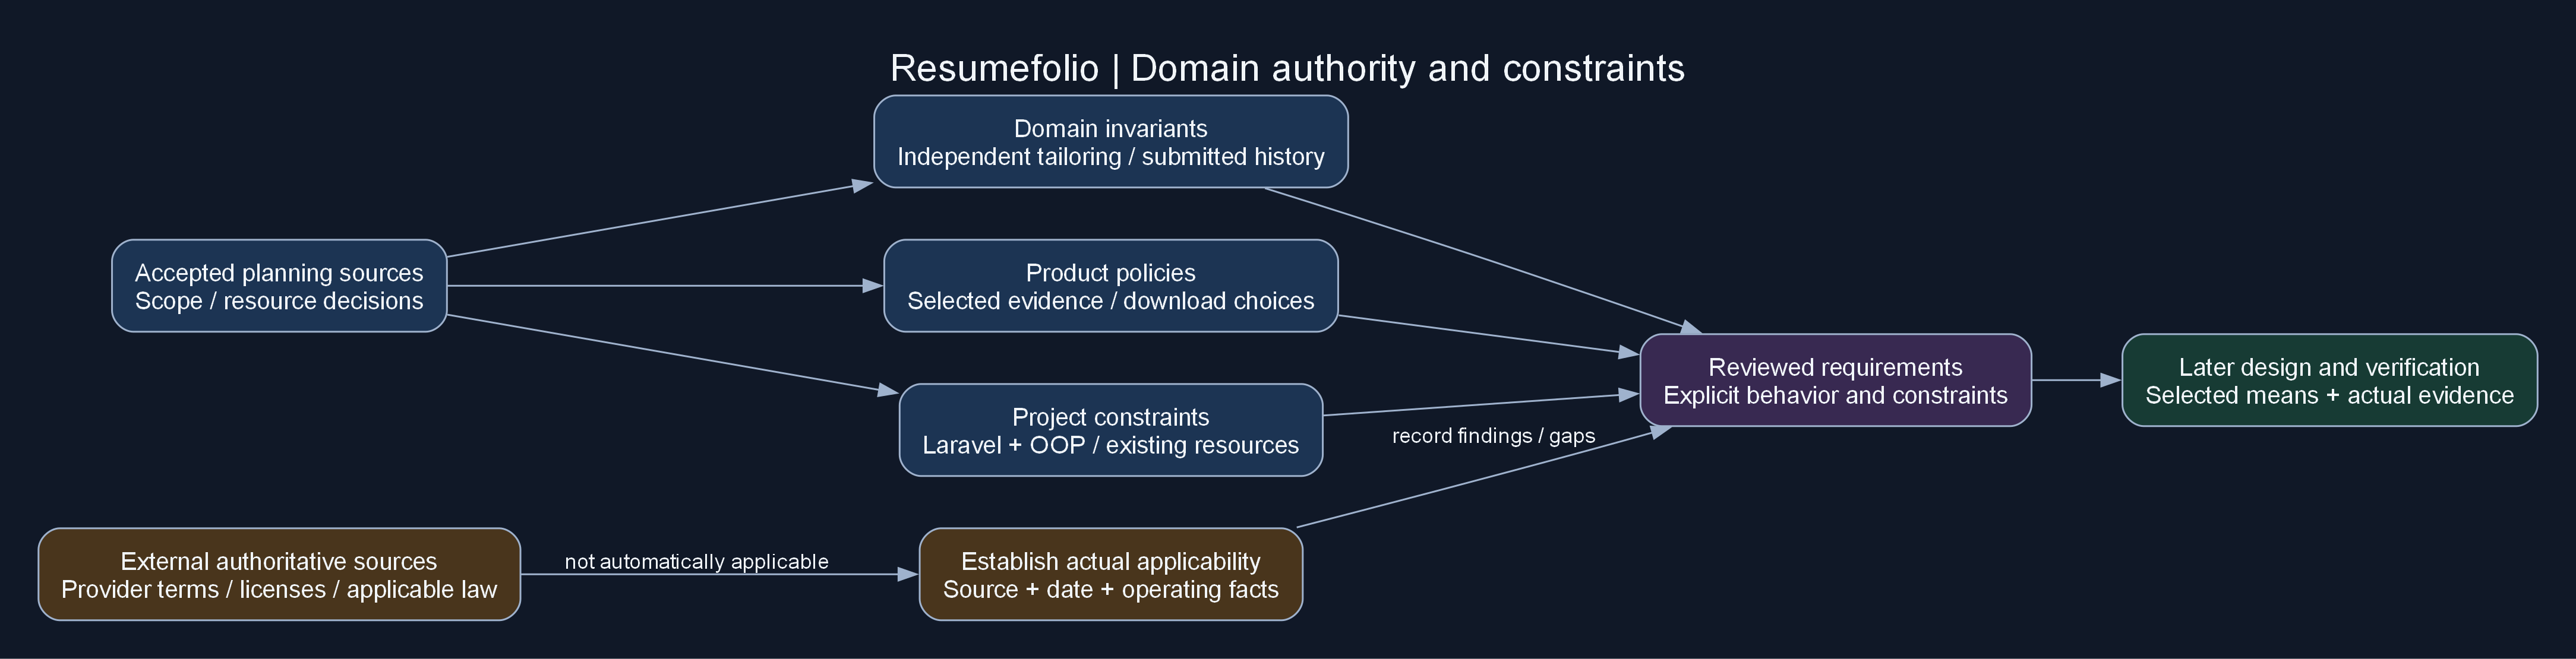 Resumefolio | Domain authority and constraints
Domain invariants
Independent tailoring / submitted history
Accepted planning sources
Scope / resource decisions
Product policies
Selected evidence / download choices
Project constraints
Laravel + OOP / existing resources
record findings / gaps
Reviewed requirements
Explicit behavior and constraints
Later design and verification
Selected means + actual evidence
External authoritative sources
Provider terms / licenses / applicable law
not automatically applicable
Establish actual applicability
Source + date + operating facts